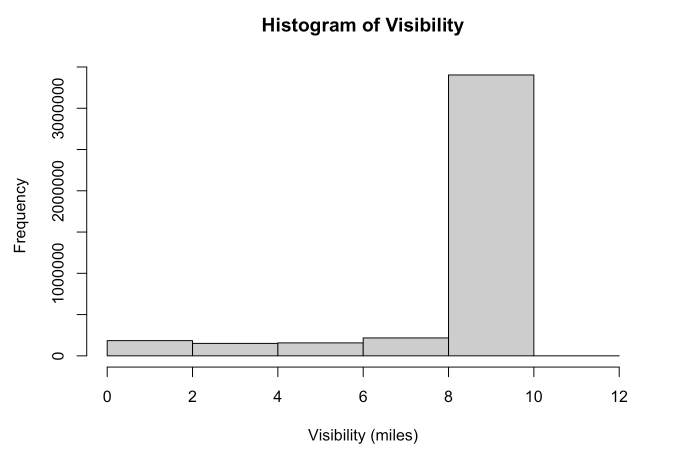 Histogram of Visibility
Frequency
3000000
2000000
1000000
0
0 2 4 6 8 10 12
Visibility (miles)